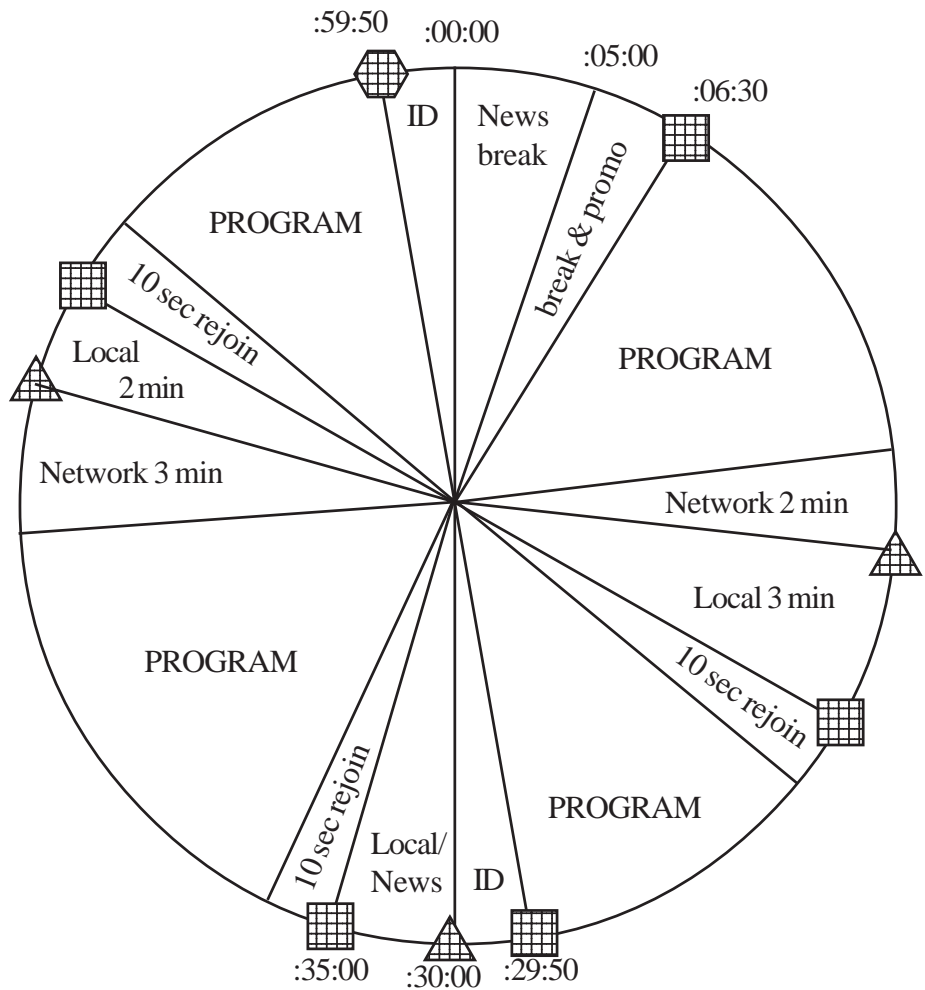 :59:50
:00:00
:05:00
:06:30
ID
News
break
break & promo
PROGRAM
PROGRAM
10 sec rejoin
Local
2 min
Network 3 min
Network 2 min
Local 3 min
10 sec rejoin
PROGRAM
PROGRAM
10 sec rejoin
Local/
News
ID
:35:00
:30:00
:29:50